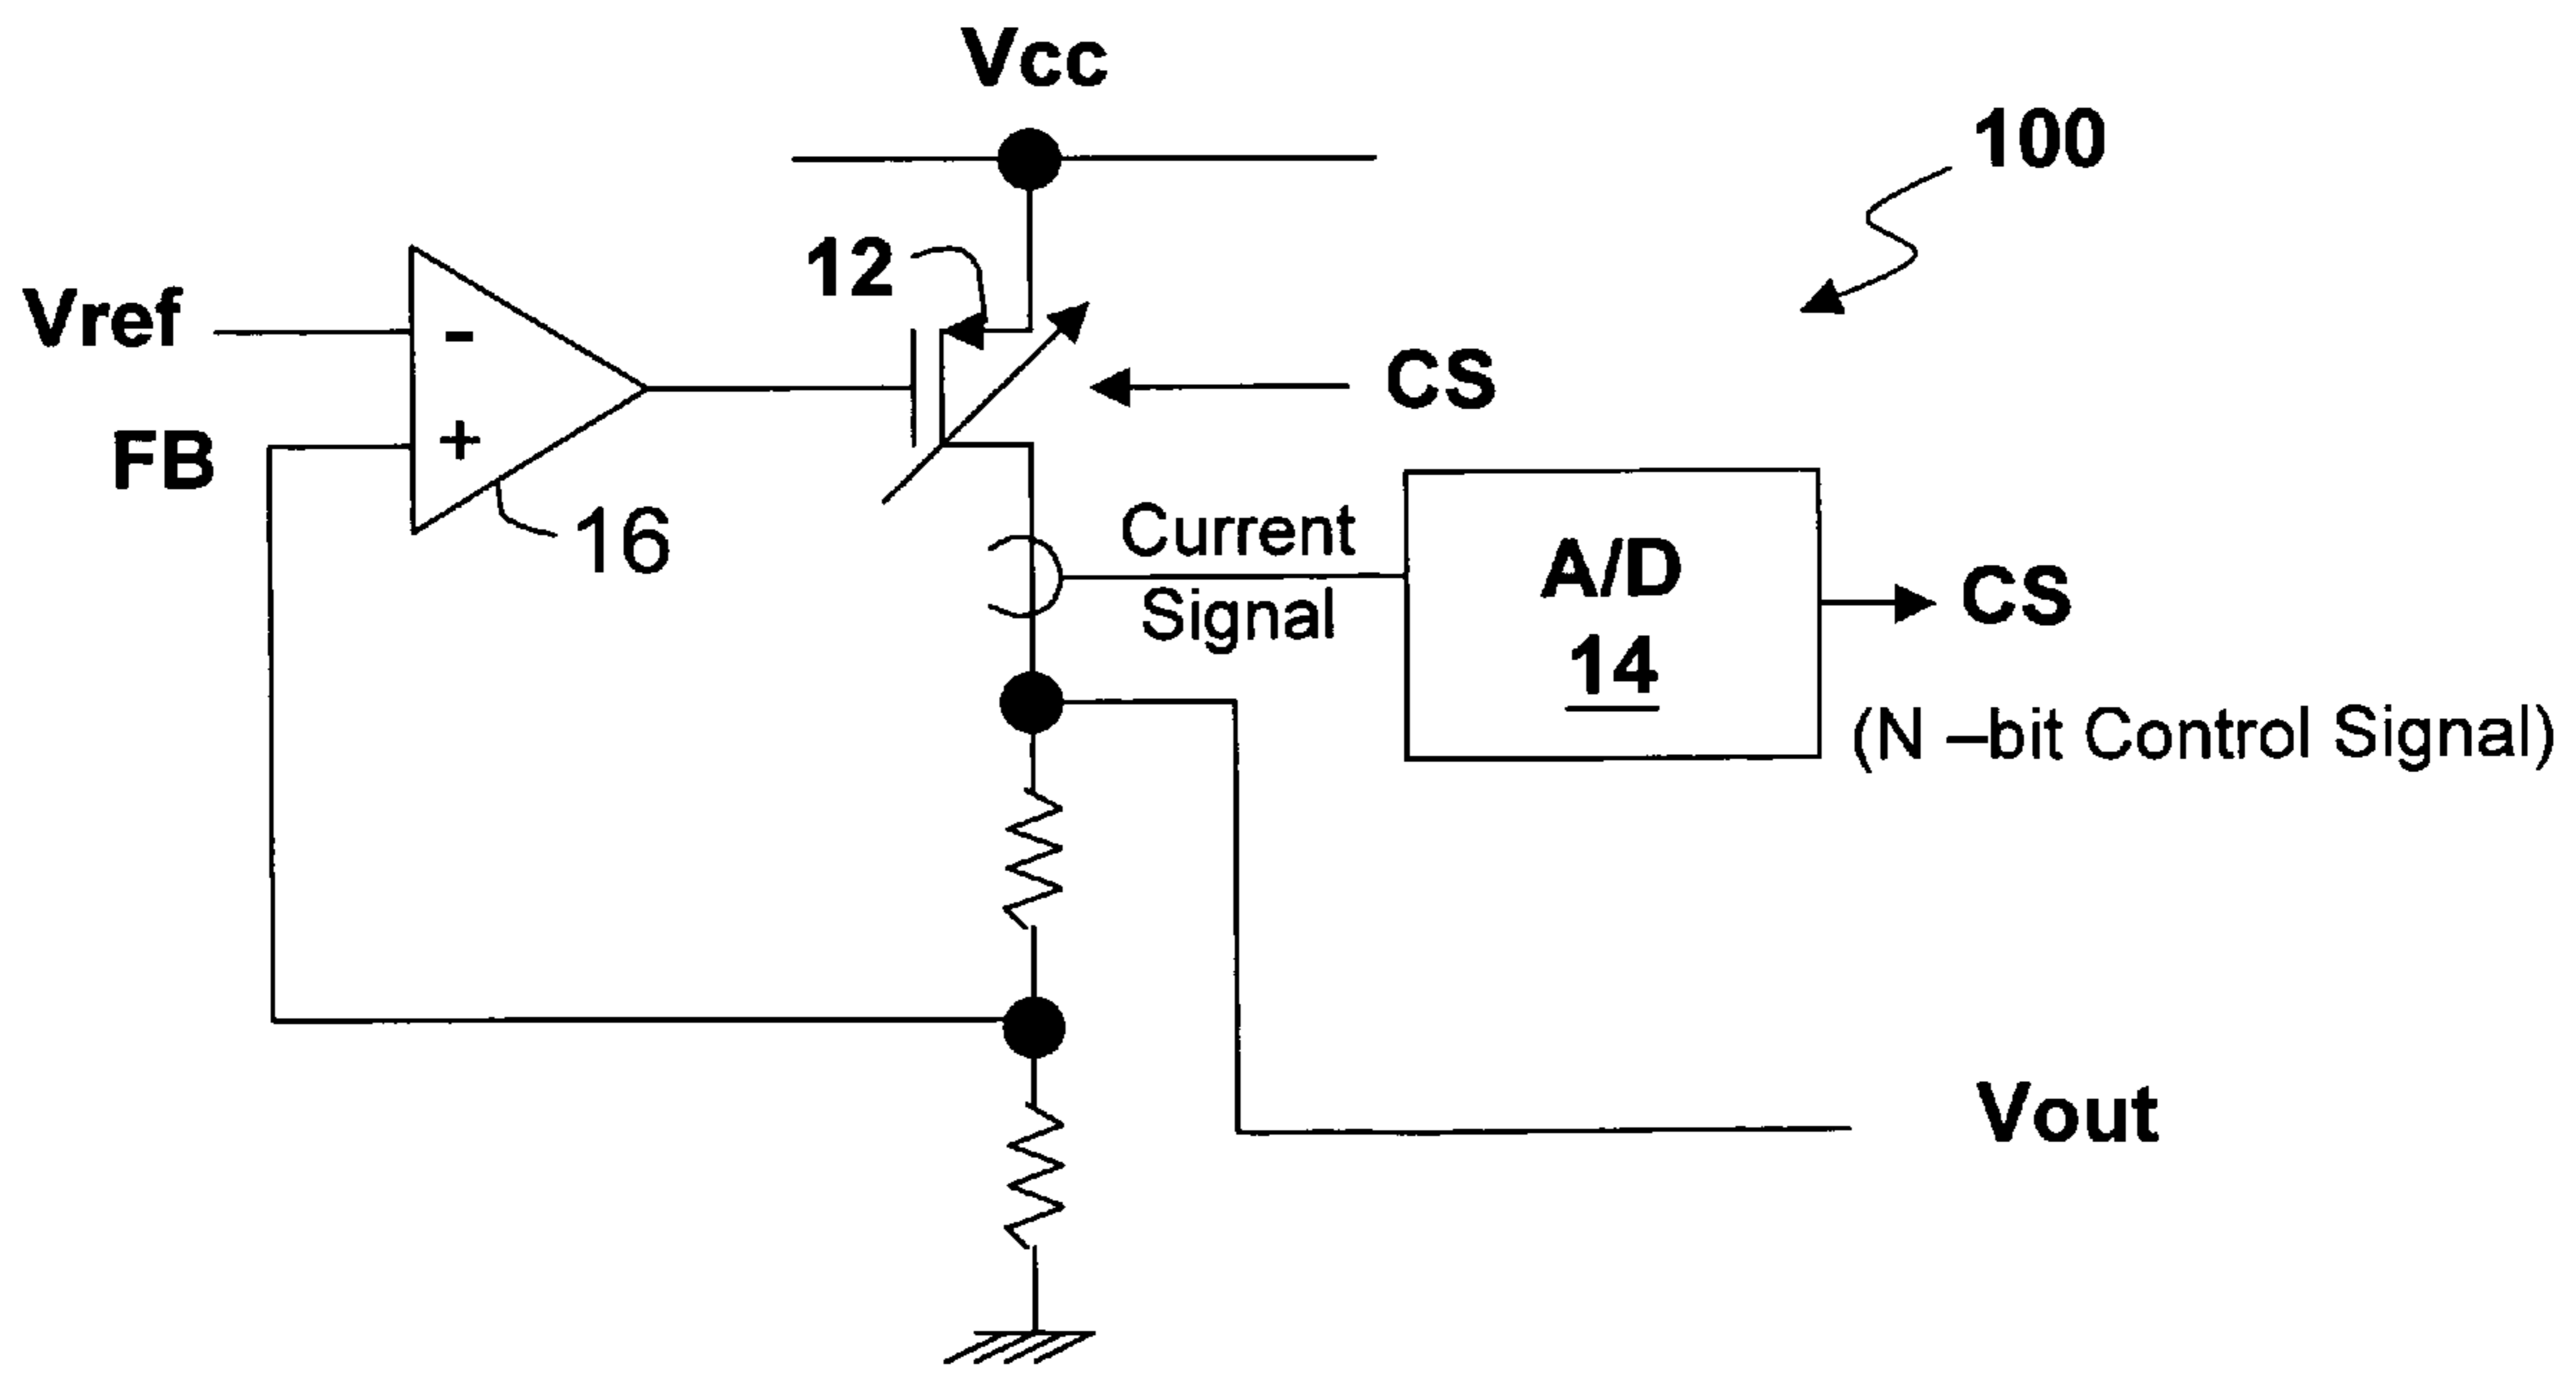 Vcc
100
12
Vref
-
CS
FB
+
16
Current
Signal
A/D
14
CS
(N –bit Control Signal)
Vout